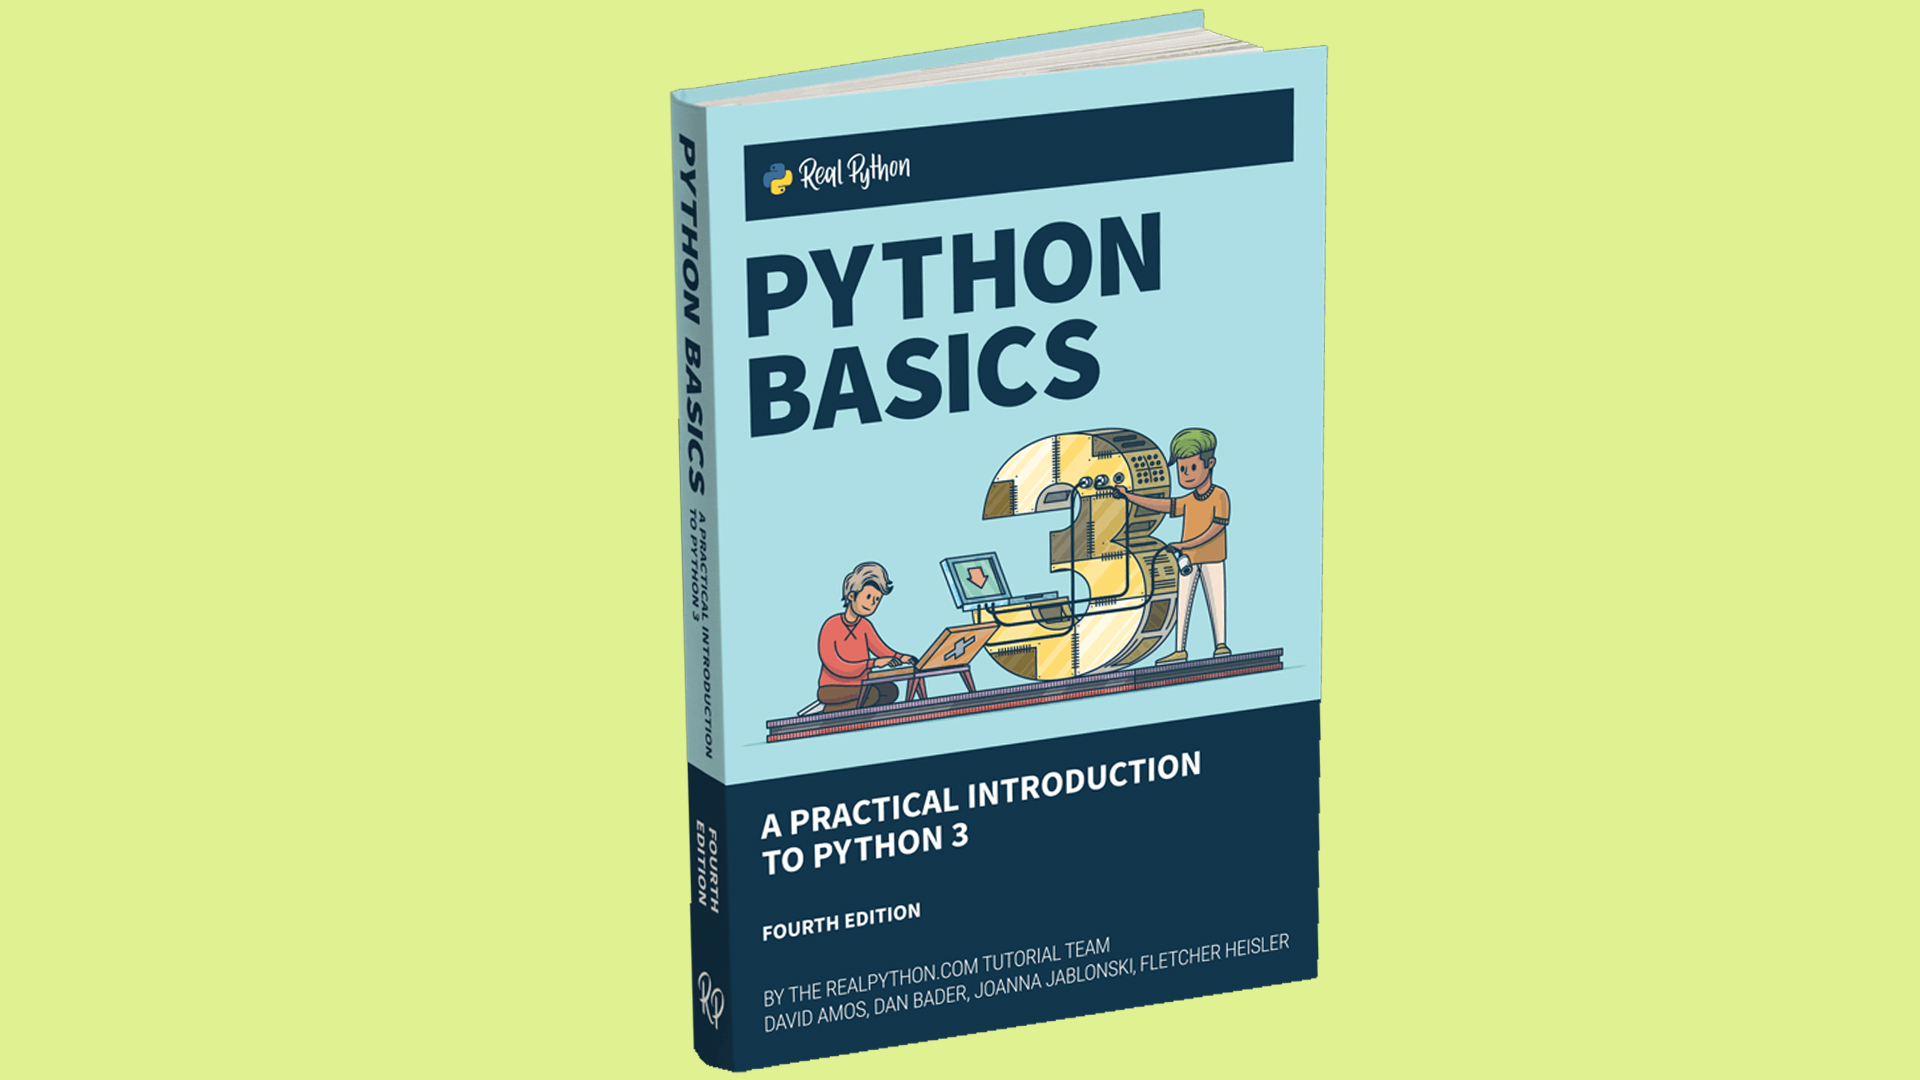 PYTHON BASICS
A PRACTICAL INTRODUCTION
TO PYTHON 3
FOURTH
EDITION
RP
Real Python
PYTHON
BASICS
3
A PRACTICAL INTRODUCTION
TO PYTHON 3
FOURTH EDITION
BY THE REALPYTHON.COM TUTORIAL TEAM
DAVID AMOS, DAN BADER, JOANNA JABLONSKI, FLETCHER HEISLER